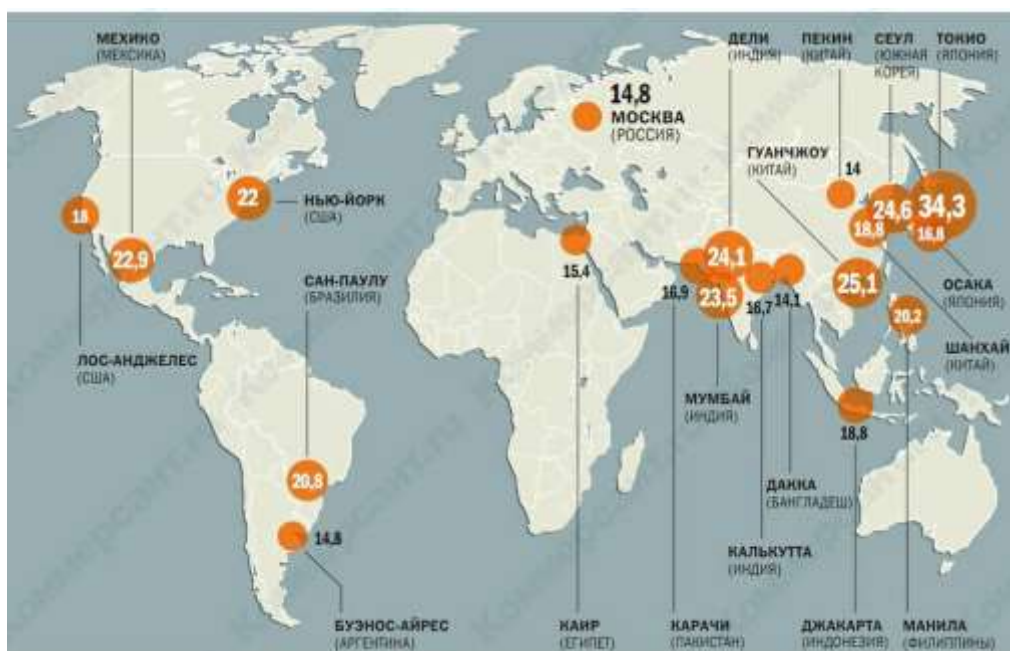 МЕХИКО
(МЕКСИКА)
ДЕЛИ
(ИНДИЯ)
ПЕКИН
(КИТАЙ)
СЕУЛ
(ЮЖНАЯ
КОРЕЯ)
ТОКИО
(ЯПОНИЯ)
14,8
МОСКВА
(РОССИЯ)
ГУАНЧЖОУ
(КИТАЙ)
14
18
22
НЬЮ-ЙОРК
(США)
22,9
15,4
16,9
24,1
23,5
16,7
14,1
25,1
18,8
24,6
34,3
16,8
20,2
ОСАКА
(ЯПОНИЯ)
САН-ПАУЛУ
(БРАЗИЛИЯ)
ЛОС-АНДЖЕЛЕС
(США)
ШАНХАЙ
(КИТАЙ)
МУМБАЙ
(ИНДИЯ)
18,8
20,8
ДАККА
(БАНГЛАДЕШ)
14,8
КАЛЬКУТТА
(ИНДИЯ)
БУЭНОС-АЙРЕС
(АРГЕНТИНА)
КАИР
(ЕГИПЕТ)
КАРАЧИ
(ПАКИСТАН)
ДЖАКАРТА
(ИНДОНЕЗИЯ)
МАНИЛА
(ФИЛИППИНЫ)